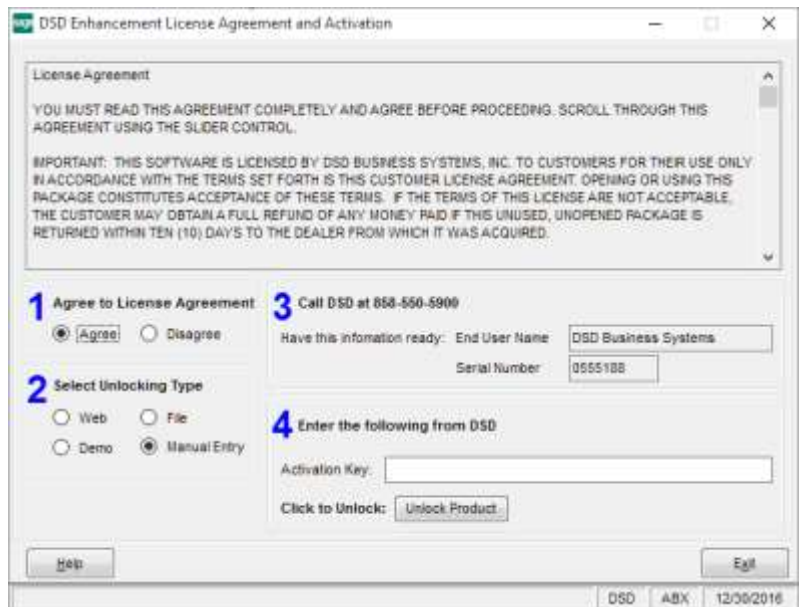 sage DSD Enhancement License Agreement and Activation
License Agreement
YOU MUST READ THIS AGREEMENT COMPLETELY AND AGREE BEFORE PROCEEDING. SCROLL THROUGH THIS
AGREEMENT USING THE SLIDER CONTROL.
IMPORTANT: THIS SOFTWARE IS LICENSED BY DSD BUSINESS SYSTEMS, INC. TO CUSTOMERS FOR THEIR USE ONLY
IN ACCORDANCE WITH THE TERMS SET FORTH IS THIS CUSTOMER LICENSE AGREEMENT. OPENING OR USING THIS
PACKAGE CONSTITUTES ACCEPTANCE OF THESE TERMS. IF THE TERMS OF THIS LICENSE ARE NOT ACCEPTABLE,
THE CUSTOMER MAY OBTAIN A FULL REFUND OF ANY MONEY PAID IF THIS UNUSED, UNOPENED PACKAGE IS
RETURNED WITHIN TEN (10) DAYS TO THE DEALER FROM WHICH IT WAS ACQUIRED.
1 Agree to License Agreement
Agree Disagree
2 Select Unlocking Type
Web File
Demo Manual Entry
3 Call DSD at 858-550-5900
Have this infomation ready: End User Name DSD Business Systems
Serial Number 0555188
4 Enter the following from DSD
Activation Key:
Click to Unlock: Unlock Product
Help Exit
DSD ABX 12/30/2016